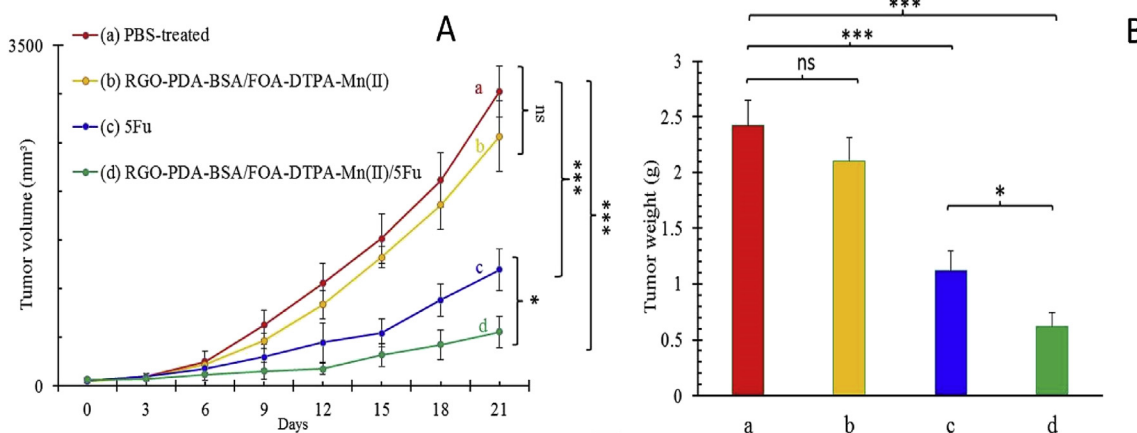 A
3500
(a) PBS-treated
(b) RGO-PDA-BSA/FOA-DTPA-Mn(II)
(c) 5Fu
(d) RGO-PDA-BSA/FOA-DTPA-Mn(II)/5Fu
Tumor volume (mm³)
a
b
c
d
ns
***
***
*
0
0 3 6 9 12 15 18 21
Days
B
***
***
ns
*
3
2.5
2
1.5
1
0.5
0
Tumor weight (g)
a b c d